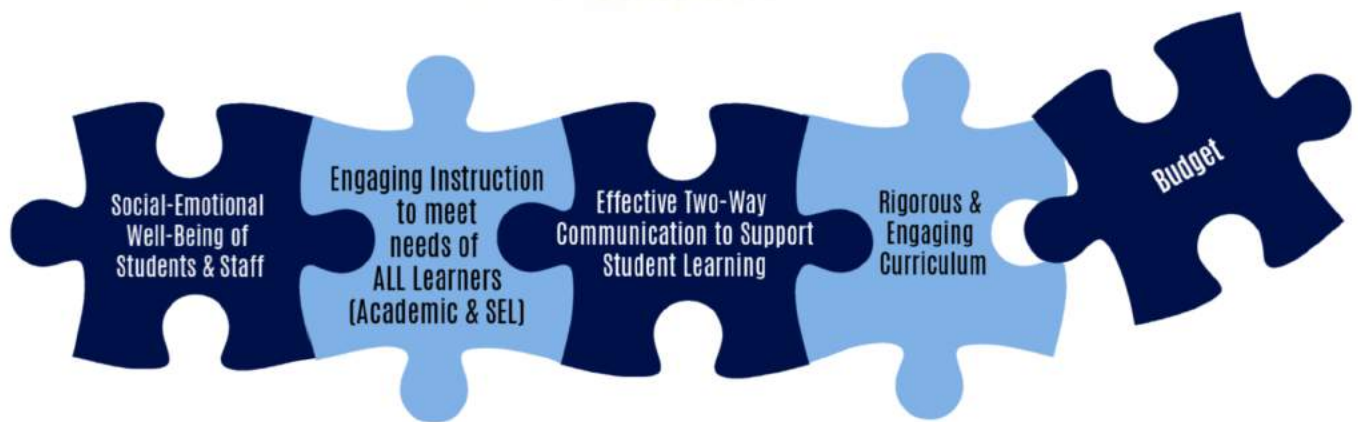 Social-Emotional
Well-Being of
Students & Staff
Engaging Instruction
to meet
needs of
ALL Learners
(Academic & SEL)
Effective Two-Way
Communication to Support
Student Learning
Rigorous &
Engaging
Curriculum
Budget